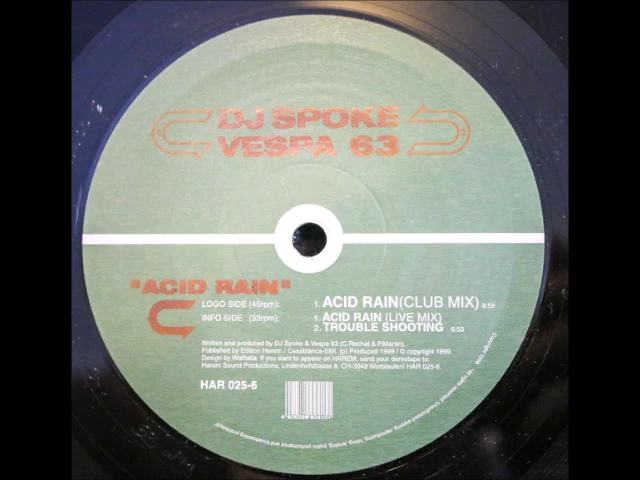 DJ SPOKE
VESPA 63
"ACID RAIN"
LOGO SIDE (45rpm): 1. ACID RAIN(CLUB MIX) 6:58
INFO SIDE (33rpm): 1. ACID RAIN (LIVE MIX)
2. TROUBLE SHOOTING 6:50
Written and produced by DJ Spoke & Vespa 63 (C.Rochat & P.Martin).
Published by Edition Harem / Casablanca-EMI. (p) Produced 1999 / © copyright 1999.
Design by Walhalla. If you want to appear on HAREM, send your demotape to:
Harem Sound Productions, Lindenhofstrasse 8, CH-3048 Worblaufen! HAR 025-6.
HAR 025-6